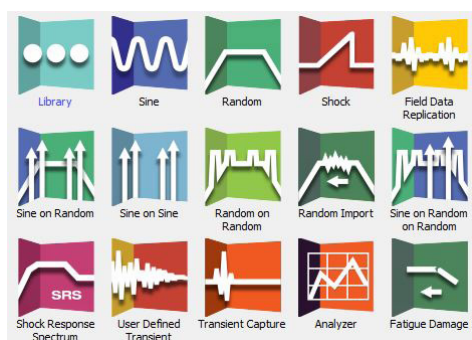 Library
Sine
Random
Shock
Field Data
Replication
Sine on Random
Sine on Sine
Random on
Random
Random Import
Sine on Random
on Random
SRS
Shock Response
Spectrum
User Defined
Transient
Transient Capture
Analyzer
Fatigue Damage